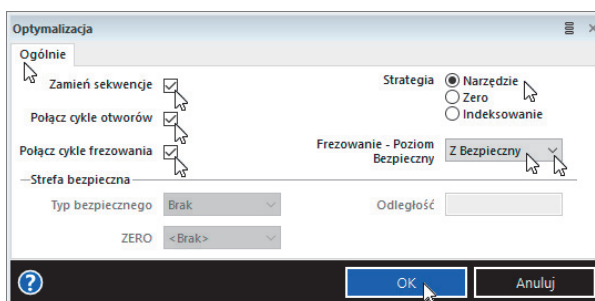 Optymalizacja
Ogólnie
Zamień sekwencje
Strategia
Narzędzie
Zero
Połącz cykle otworów
Indeksowanie
Połącz cykle frezowania
Frezowanie - Poziom
Bezpieczny
Z Bezpieczny
Strefa bezpieczna
Typ bezpiecznego
Brak
Odległość
ZERO
<Brak>
?
OK
Anuluj